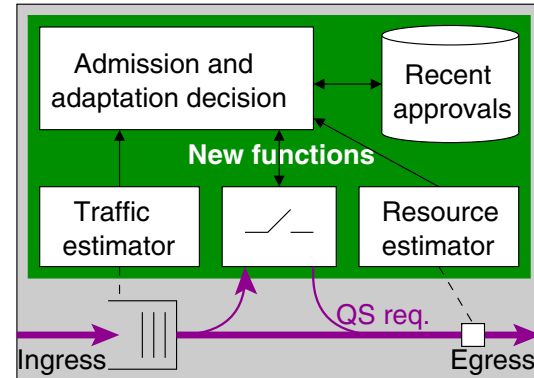 Admission and
adaptation decision
Recent
approvals
New functions
Traffic
estimator
Resource
estimator
QS req.
Ingress
Egress